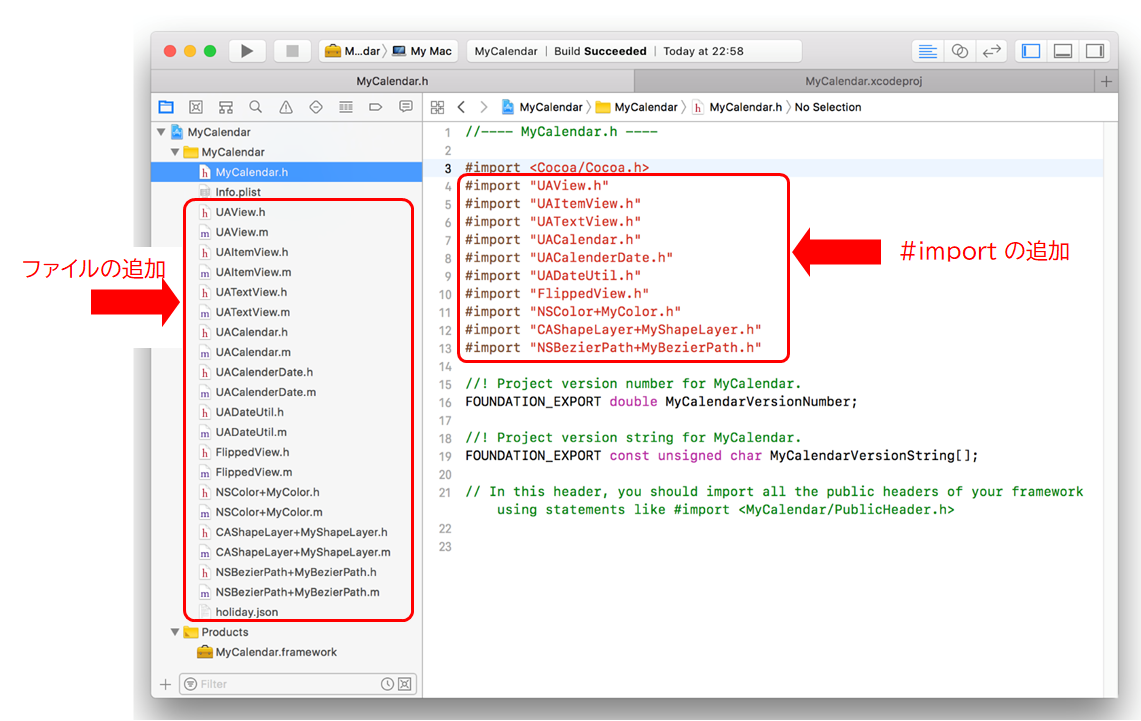 M...dar 〉 My Mac
MyCalendar | Build Succeeded | Today at 22:58
MyCalendar.h
MyCalendar.xcodeproj
MyCalendar 〉 MyCalendar 〉 MyCalendar.h 〉 No Selection
MyCalendar
MyCalendar
MyCalendar.h
Info.plist
UAView.h
UAView.m
UAItemView.h
UAItemView.m
UATextView.h
UATextView.m
UACalendar.h
UACalendar.m
UACalenderDate.h
UACalenderDate.m
UADateUtil.h
UADateUtil.m
FlippedView.h
FlippedView.m
NSColor+MyColor.h
NSColor+MyColor.m
CAShapeLayer+MyShapeLayer.h
CAShapeLayer+MyShapeLayer.m
NSBezierPath+MyBezierPath.h
NSBezierPath+MyBezierPath.m
holiday.json
Products
MyCalendar.framework
Filter
ファイルの追加
1 //---- MyCalendar.h ----
2
3 #import <Cocoa/Cocoa.h>
4 #import "UAView.h"
5 #import "UAItemView.h"
6 #import "UATextView.h"
7 #import "UACalendar.h"
8 #import "UACalenderDate.h"
9 #import "UADateUtil.h"
10 #import "FlippedView.h"
11 #import "NSColor+MyColor.h"
12 #import "CAShapeLayer+MyShapeLayer.h"
13 #import "NSBezierPath+MyBezierPath.h"
14
15 //! Project version number for MyCalendar.
16 FOUNDATION_EXPORT double MyCalendarVersionNumber;
17
18 //! Project version string for MyCalendar.
19 FOUNDATION_EXPORT const unsigned char MyCalendarVersionString[];
20
21 // In this header, you should import all the public headers of your framework
using statements like #import <MyCalendar/PublicHeader.h>
22
23
#import の追加